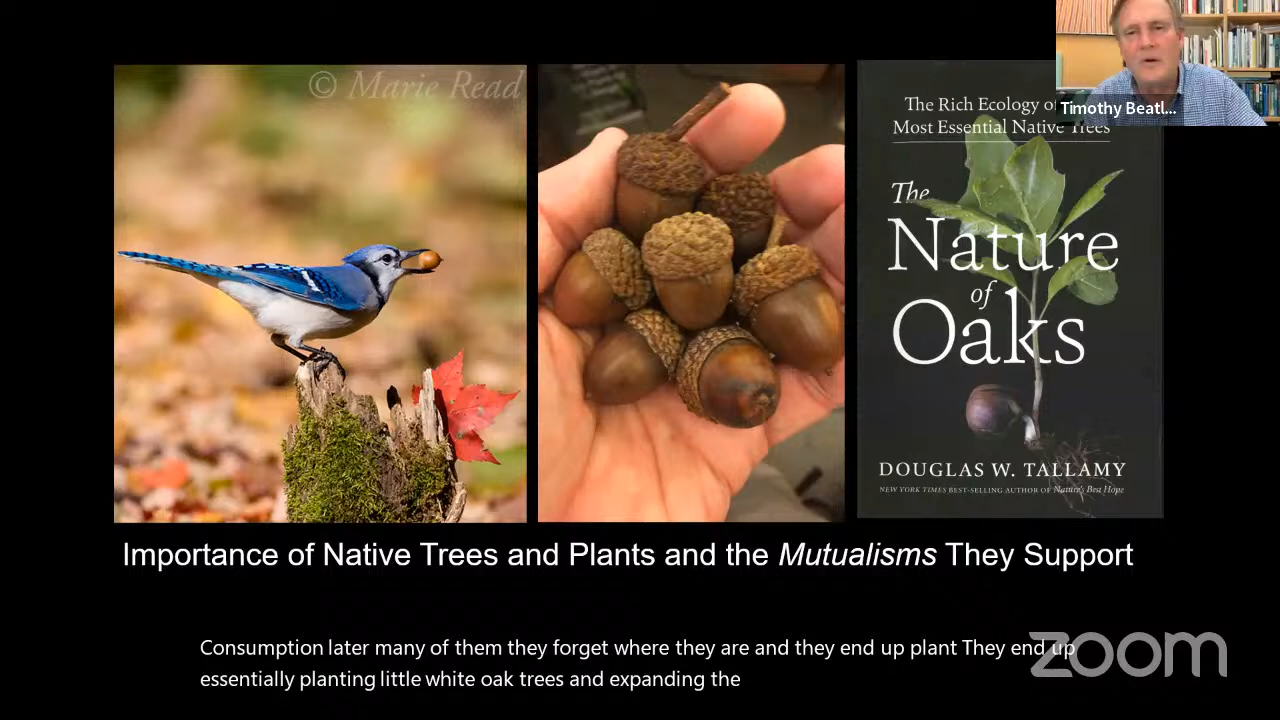 © Marie Read
Timothy Beatl...
The Rich Ecology of
Most Essential Native Trees
The
Nature
of
Oaks
DOUGLAS W. TALLAMY
NEW YORK TIMES BEST-SELLING AUTHOR OF Nature's Best Hope
Importance of Native Trees and Plants and the Mutualisms They Support
Consumption later many of them they forget where they are and they end up plant They end up
essentially planting little white oak trees and expanding the
zoom